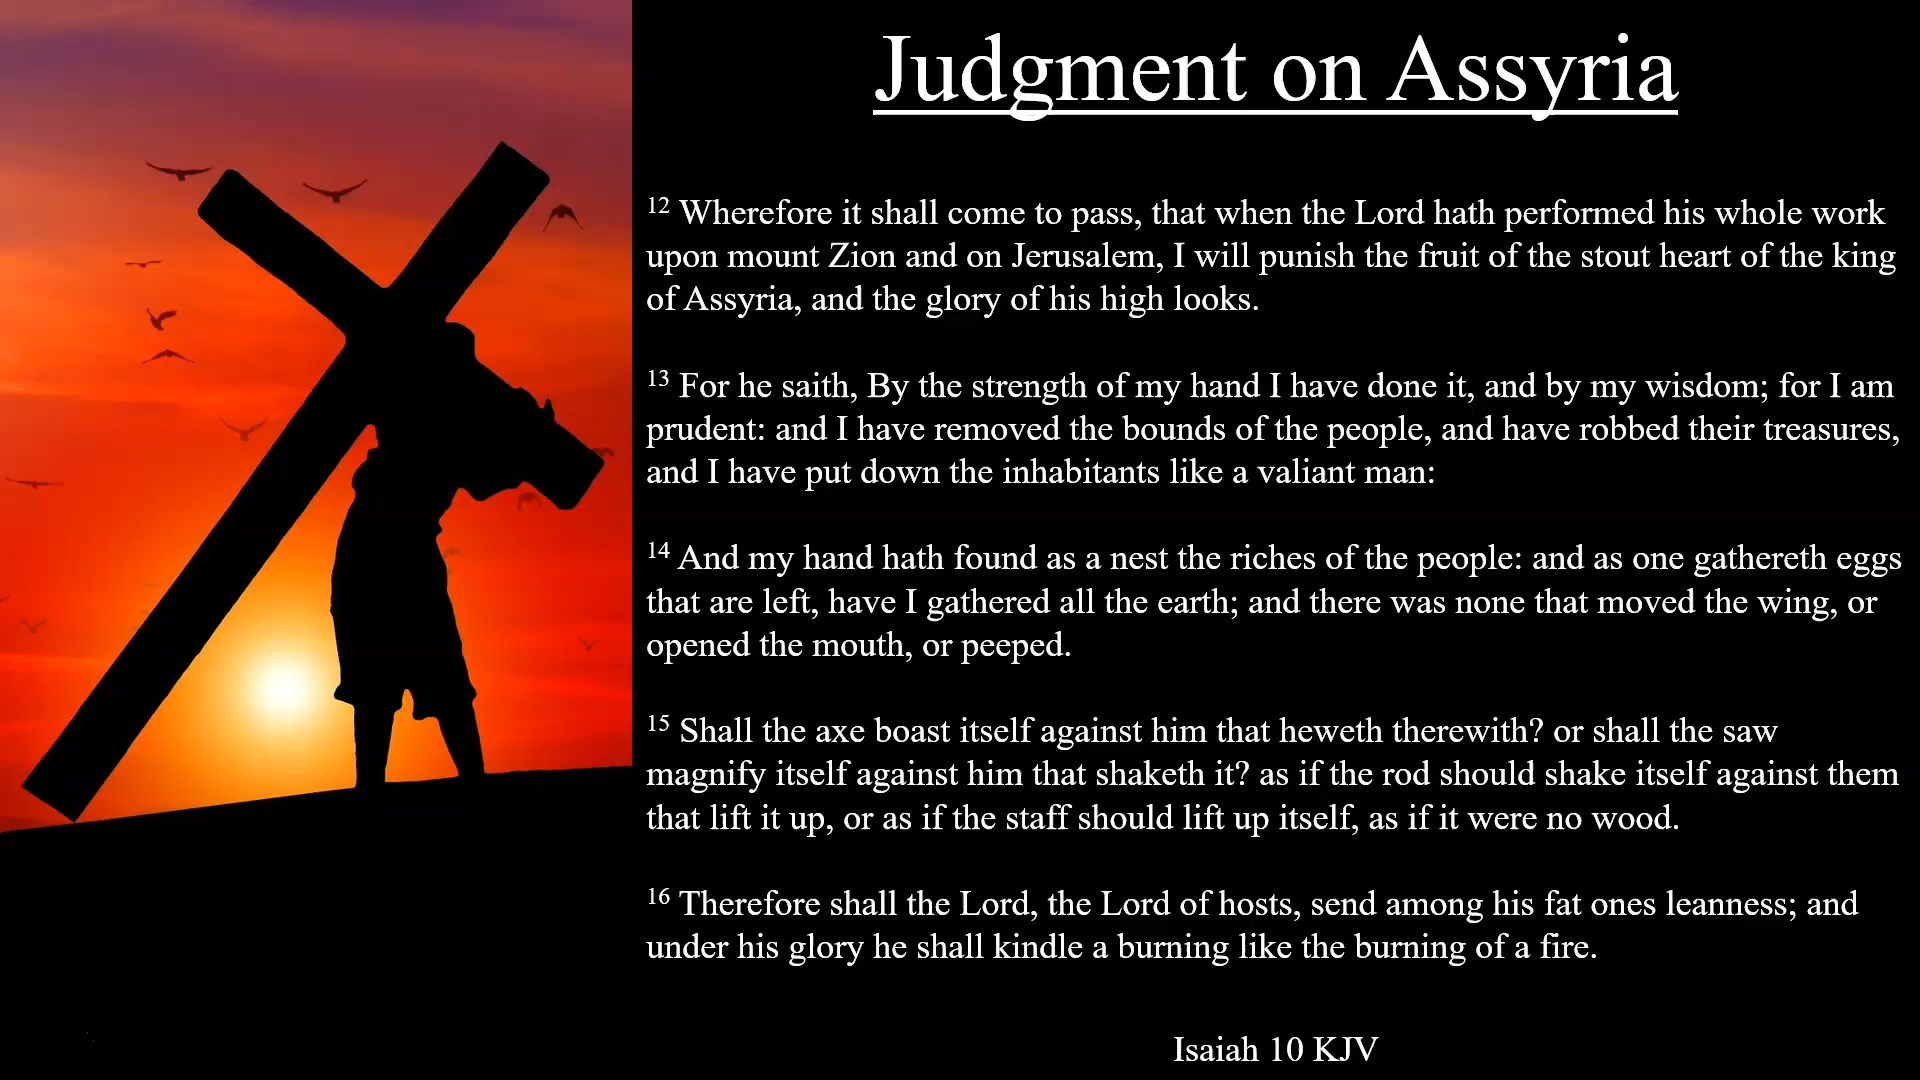 Judgment on Assyria
12 Wherefore it shall come to pass, that when the Lord hath performed his whole work
upon mount Zion and on Jerusalem, I will punish the fruit of the stout heart of the king
of Assyria, and the glory of his high looks.
13 For he saith, By the strength of my hand I have done it, and by my wisdom; for I am
prudent: and I have removed the bounds of the people, and have robbed their treasures,
and I have put down the inhabitants like a valiant man:
14 And my hand hath found as a nest the riches of the people: and as one gathereth eggs
that are left, have I gathered all the earth; and there was none that moved the wing, or
opened the mouth, or peeped.
15 Shall the axe boast itself against him that heweth therewith? or shall the saw
magnify itself against him that shaketh it? as if the rod should shake itself against them
that lift it up, or as if the staff should lift up itself, as if it were no wood.
16 Therefore shall the Lord, the Lord of hosts, send among his fat ones leanness; and
under his glory he shall kindle a burning like the burning of a fire.
Isaiah 10 KJV